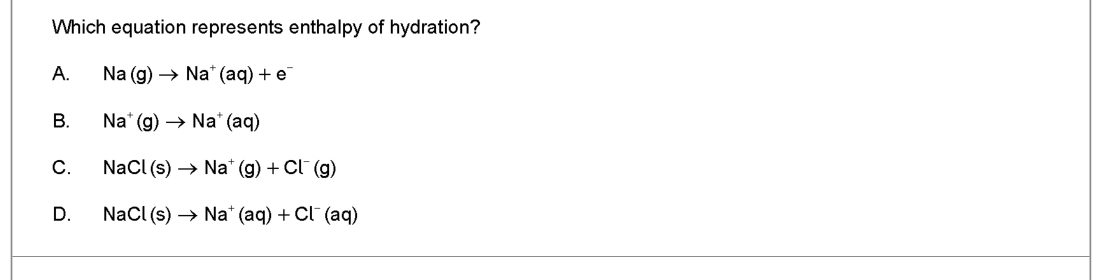 Which equation represents enthalpy of hydration?
A. Na (g) → Na⁺ (aq) + e⁻
B. Na⁺ (g) → Na⁺ (aq)
C. NaCl (s) → Na⁺ (g) + Cl⁻ (g)
D. NaCl (s) → Na⁺ (aq) + Cl⁻ (aq)